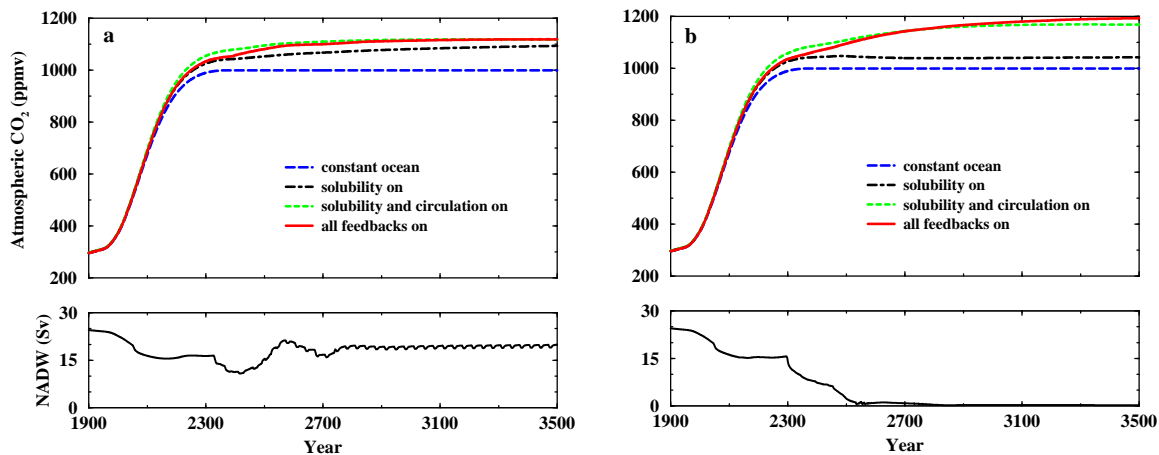 a
Atmospheric CO2 (ppmv)
1200
1000
800
600
400
200
constant ocean
solubility on
solubility and circulation on
all feedbacks on
NADW (Sv)
30
15
0
1900 2300 2700 3100 3500
Year
b
1200
1000
800
600
400
200
constant ocean
solubility on
solubility and circulation on
all feedbacks on
30
15
0
1900 2300 2700 3100 3500
Year